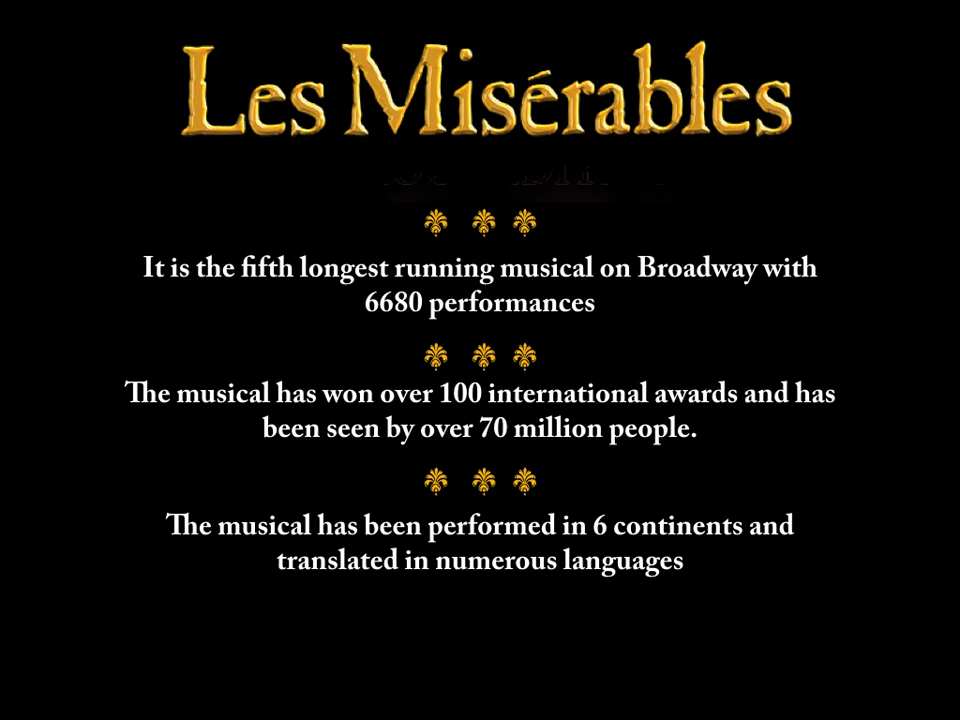 Les Misérables
It is the fifth longest running musical on Broadway with
6680 performances
The musical has won over 100 international awards and has
been seen by over 70 million people.
The musical has been performed in 6 continents and
translated in numerous languages